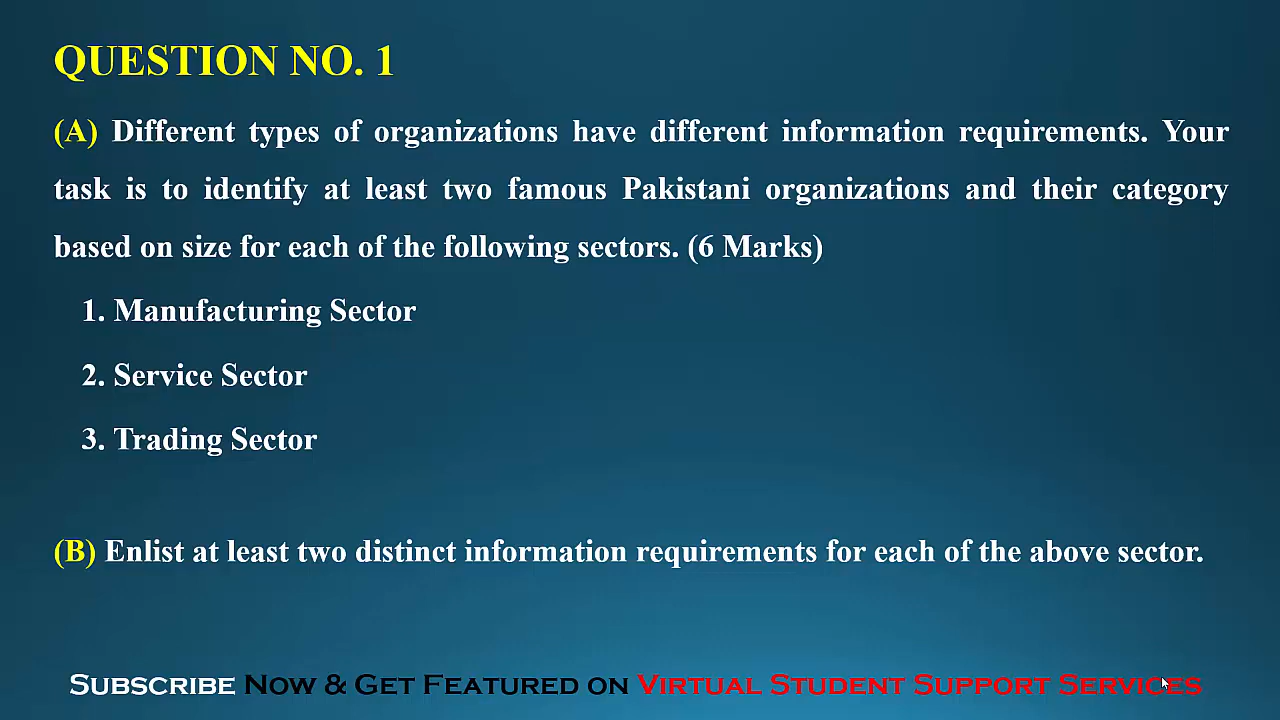 QUESTION NO. 1
(A) Different types of organizations have different information requirements. Your
task is to identify at least two famous Pakistani organizations and their category
based on size for each of the following sectors. (6 Marks)
1. Manufacturing Sector
2. Service Sector
3. Trading Sector
(B) Enlist at least two distinct information requirements for each of the above sector.
SUBSCRIBE NOW & GET FEATURED ON VIRTUAL STUDENT SUPPORT SERVICES